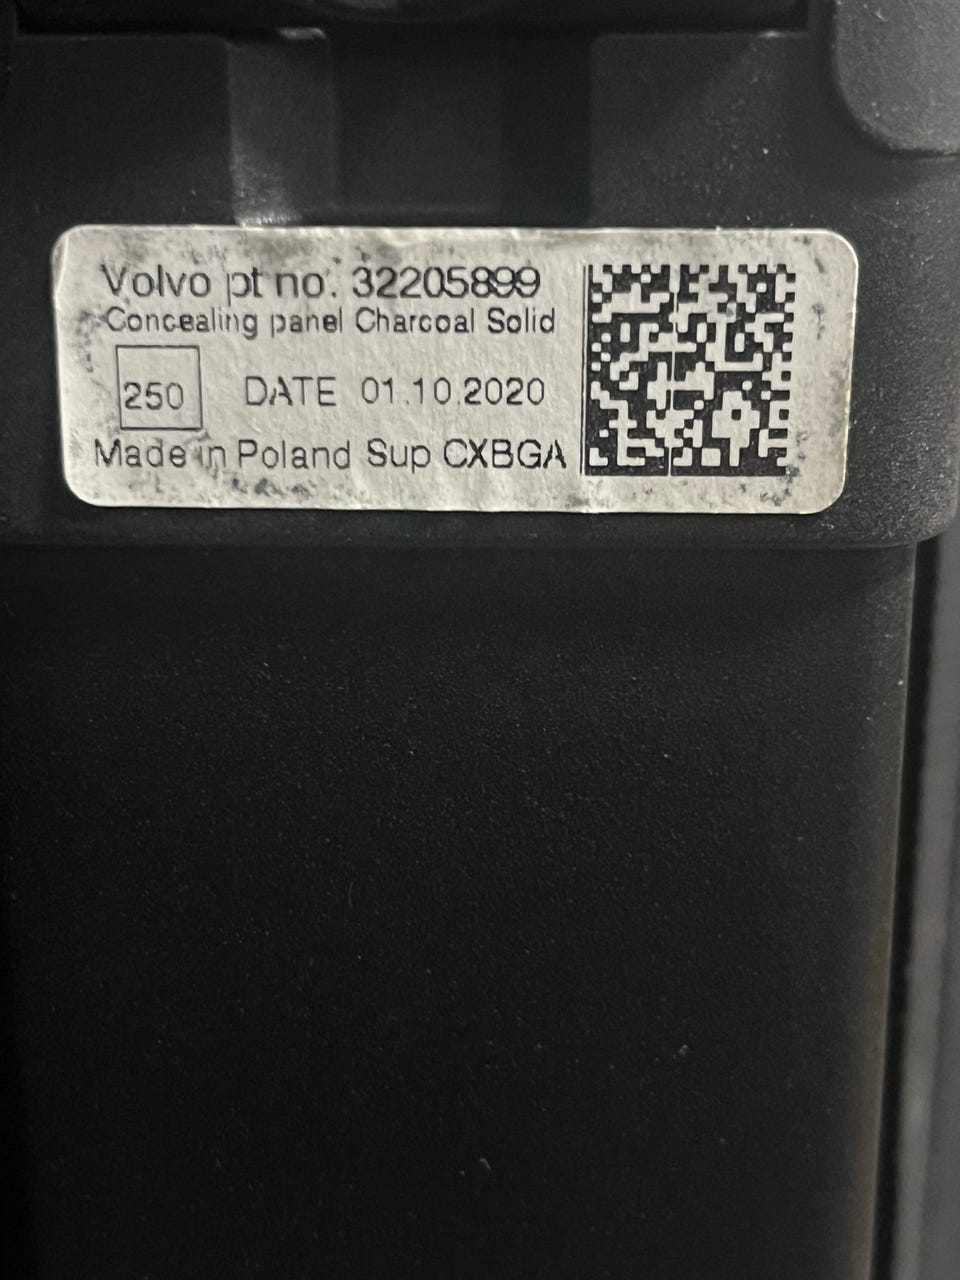 Volvo pt no. 32205899
Concealing panel Charcoal Solid
250 DATE 01.10.2020
Made in Poland Sup CXBGA